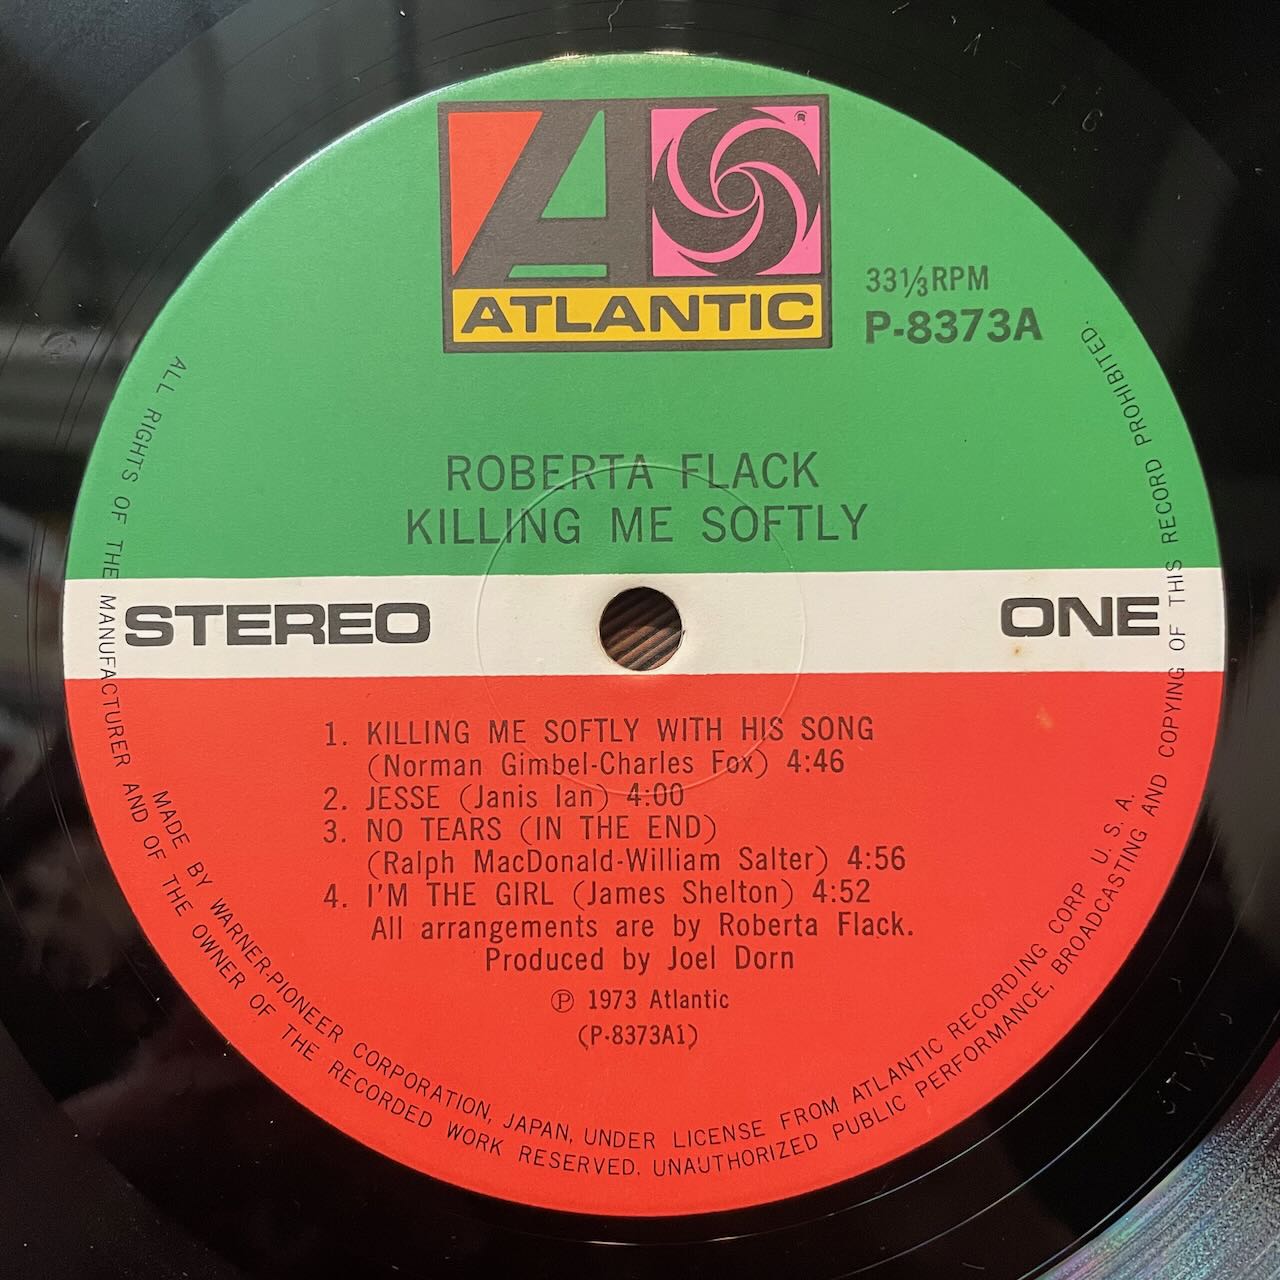 ATLANTIC
33⅓RPM
P-8373A
ROBERTA FLACK
KILLING ME SOFTLY
STEREO
ONE
1. KILLING ME SOFTLY WITH HIS SONG
(Norman Gimbel-Charles Fox) 4:46
2. JESSE (Janis Ian) 4:00
3. NO TEARS (IN THE END)
(Ralph MacDonald-William Salter) 4:56
4. I'M THE GIRL (James Shelton) 4:52
All arrangements are by Roberta Flack.
Produced by Joel Dorn
Ⓟ 1973 Atlantic
(P-8373A1)
MADE BY WARNER-PIONEER CORPORATION, JAPAN, UNDER LICENSE FROM ATLANTIC RECORDING CORP. U. S. A.
ALL RIGHTS OF THE MANUFACTURER AND OF THE OWNER OF THE RECORDED WORK RESERVED. UNAUTHORIZED PUBLIC PERFORMANCE, BROADCASTING AND COPYING OF THIS RECORD PROHIBITED.